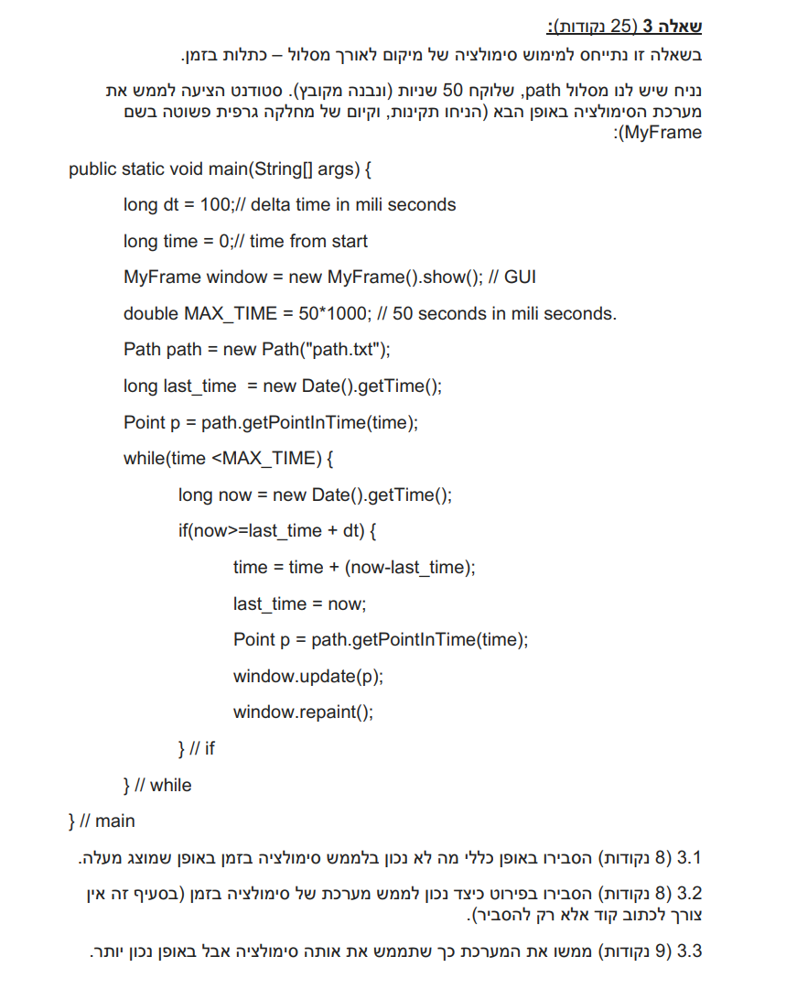 שאלה 3 (25 נקודות):
בשאלה זו נתייחס למימוש סימולציה של מיקום לאורך מסלול – כתלות בזמן.
נניח שיש לנו מסלול path, שלוקח 50 שניות (ונבנה מקובץ). סטודנט הציעה לממש את
מערכת הסימולציה באופן הבא (הניחו תקינות, וקיום של מחלקה גרפית פשוטה בשם
MyFrame):
public static void main(String[] args) {
long dt = 100;// delta time in mili seconds
long time = 0;// time from start
MyFrame window = new MyFrame().show(); // GUI
double MAX_TIME = 50*1000; // 50 seconds in mili seconds.
Path path = new Path("path.txt");
long last_time  = new Date().getTime();
Point p = path.getPointInTime(time);
while(time <MAX_TIME) {
long now = new Date().getTime();
if(now>=last_time + dt) {
time = time + (now-last_time);
last_time = now;
Point p = path.getPointInTime(time);
window.update(p);
window.repaint();
} // if
} // while
} // main
3.1 (8 נקודות) הסבירו באופן כללי מה לא נכון בלממש סימולציה בזמן באופן שמוצג מעלה.
3.2 (8 נקודות) הסבירו בפירוט כיצד נכון לממש מערכת של סימולציה בזמן (בסעיף זה אין
צורך לכתוב קוד אלא רק להסביר).
3.3 (9 נקודות) ממשו את המערכת כך שתממש את אותה סימולציה אבל באופן נכון יותר.